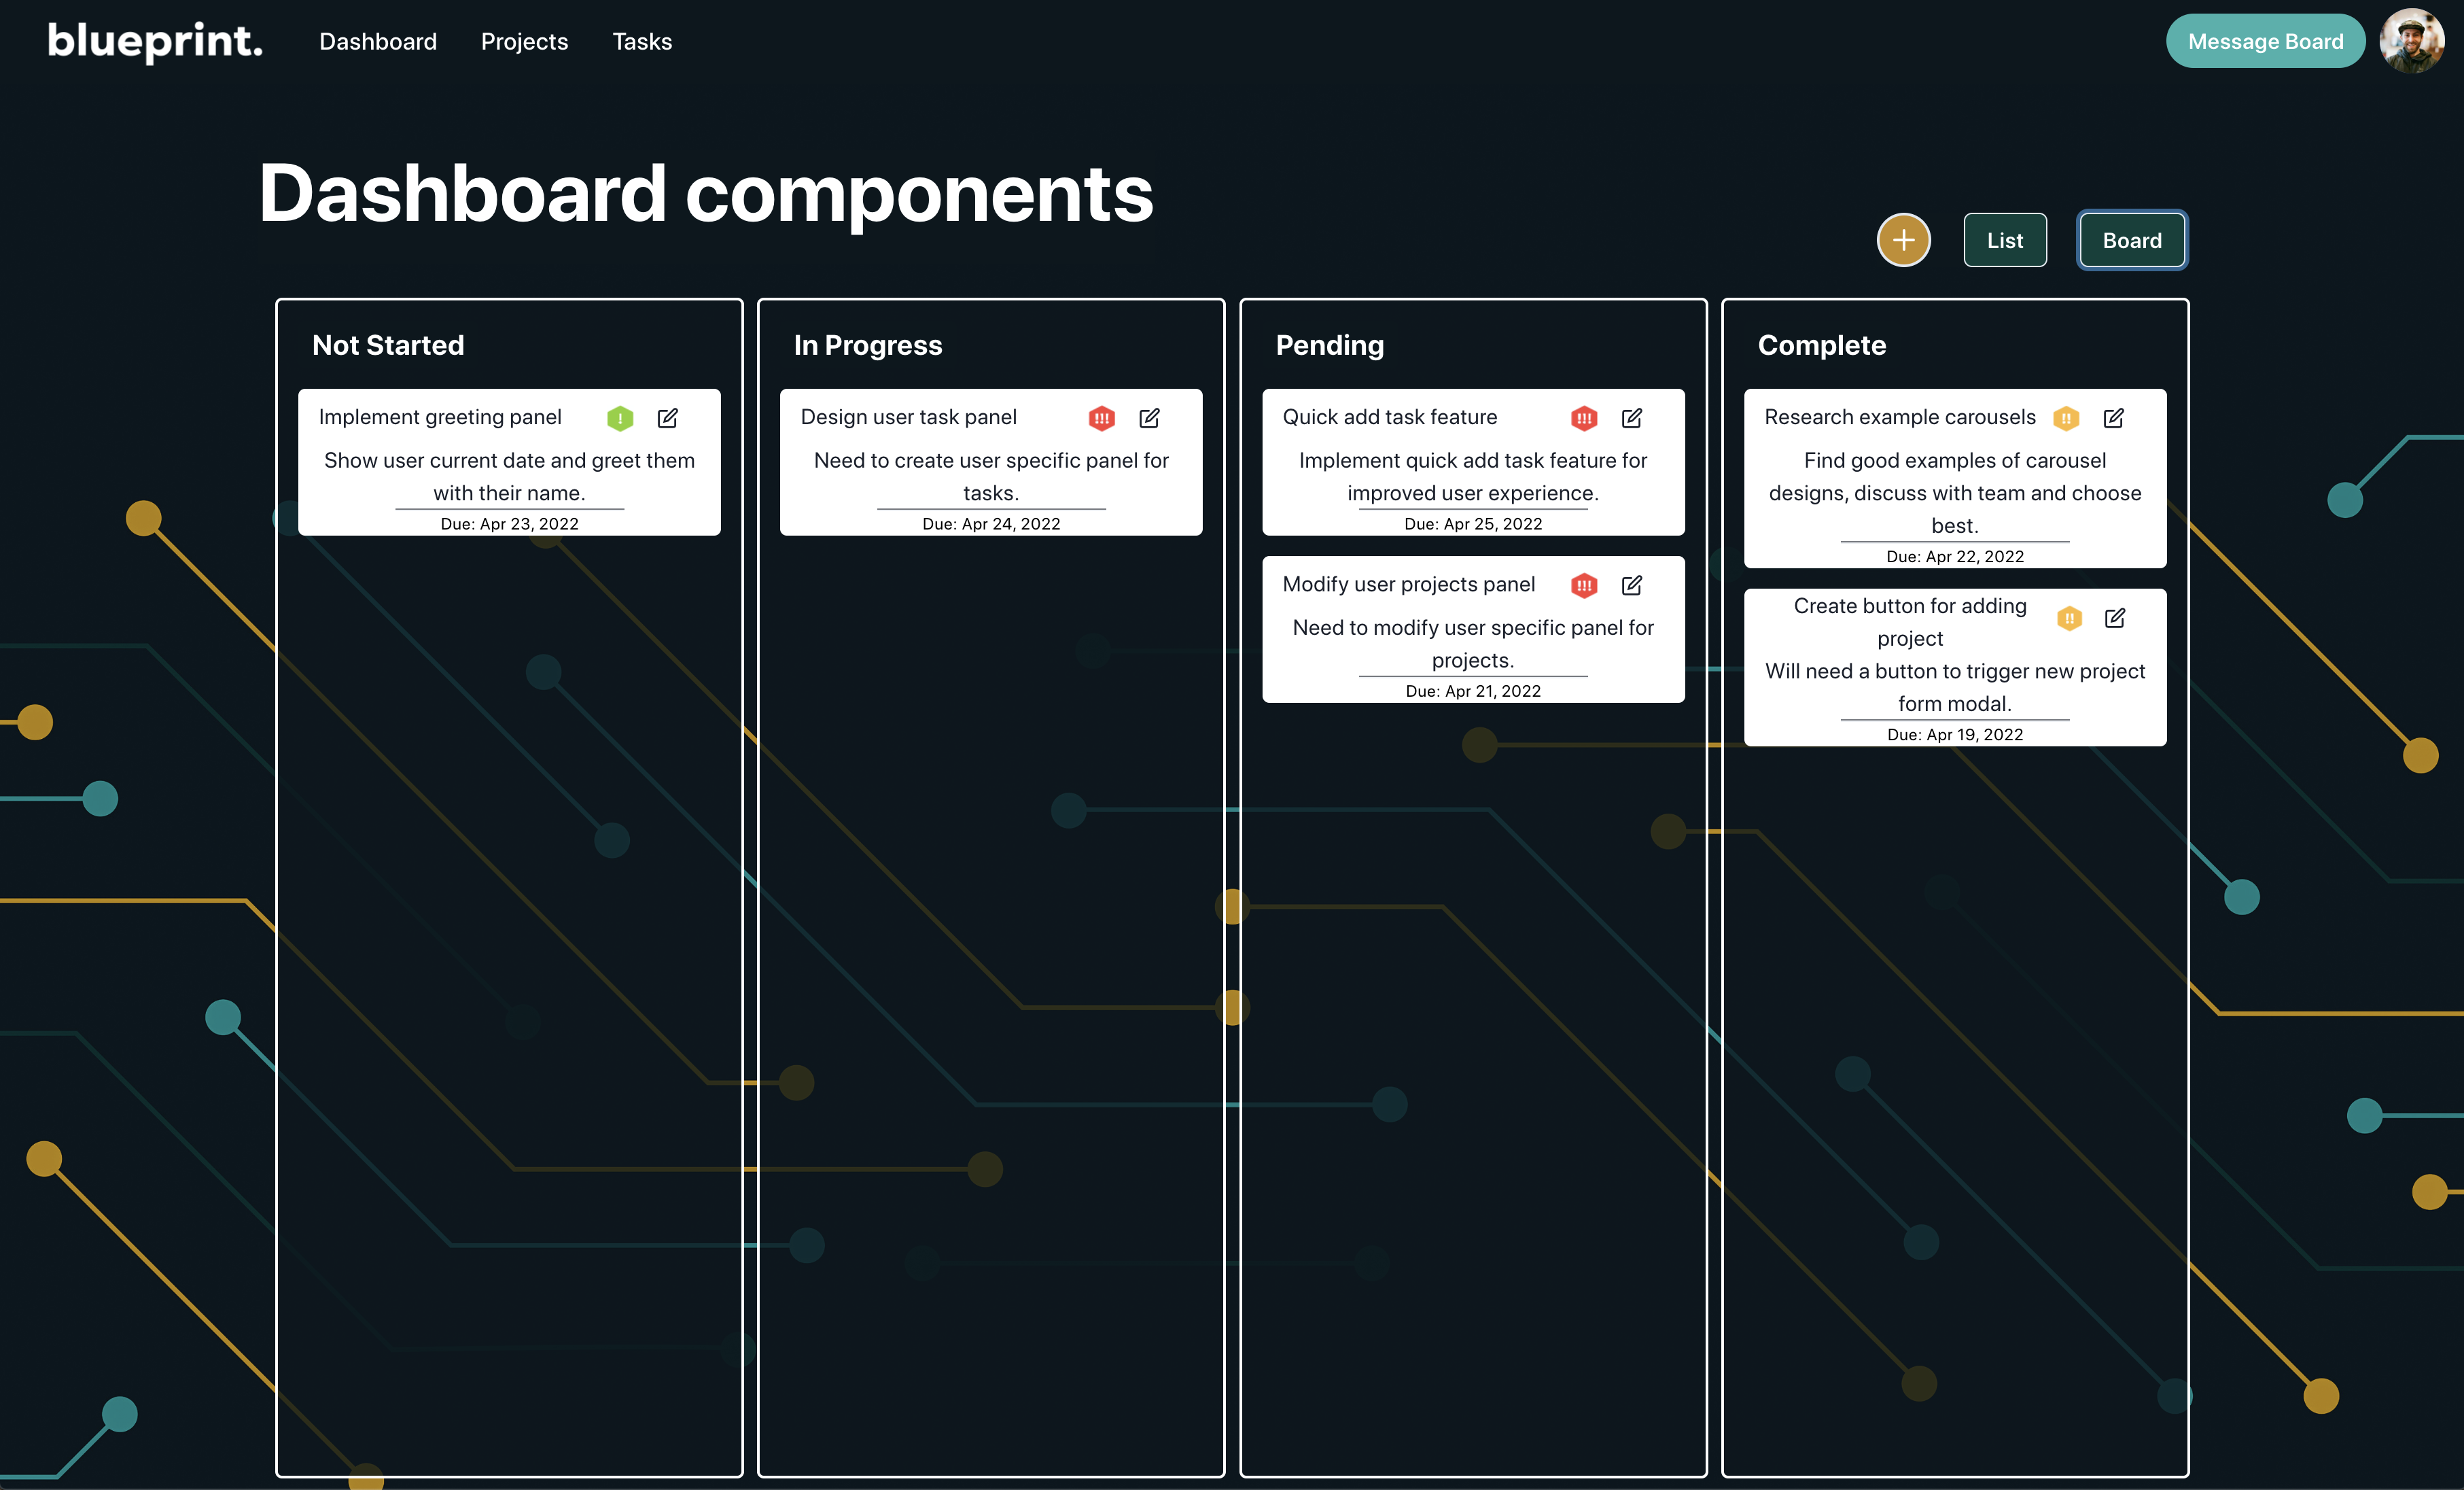 blueprint.
Dashboard
Projects
Tasks
Message Board
Dashboard components
+
List
Board
Not Started
Implement greeting panel
!
Show user current date and greet them
with their name.
Due: Apr 23, 2022
In Progress
Design user task panel
!!!
Need to create user specific panel for
tasks.
Due: Apr 24, 2022
Pending
Quick add task feature
!!!
Implement quick add task feature for
improved user experience.
Due: Apr 25, 2022
Modify user projects panel
!!!
Need to modify user specific panel for
projects.
Due: Apr 21, 2022
Complete
Research example carousels
!!
Find good examples of carousel
designs, discuss with team and choose
best.
Due: Apr 22, 2022
Create button for adding
project
!!
Will need a button to trigger new project
form modal.
Due: Apr 19, 2022